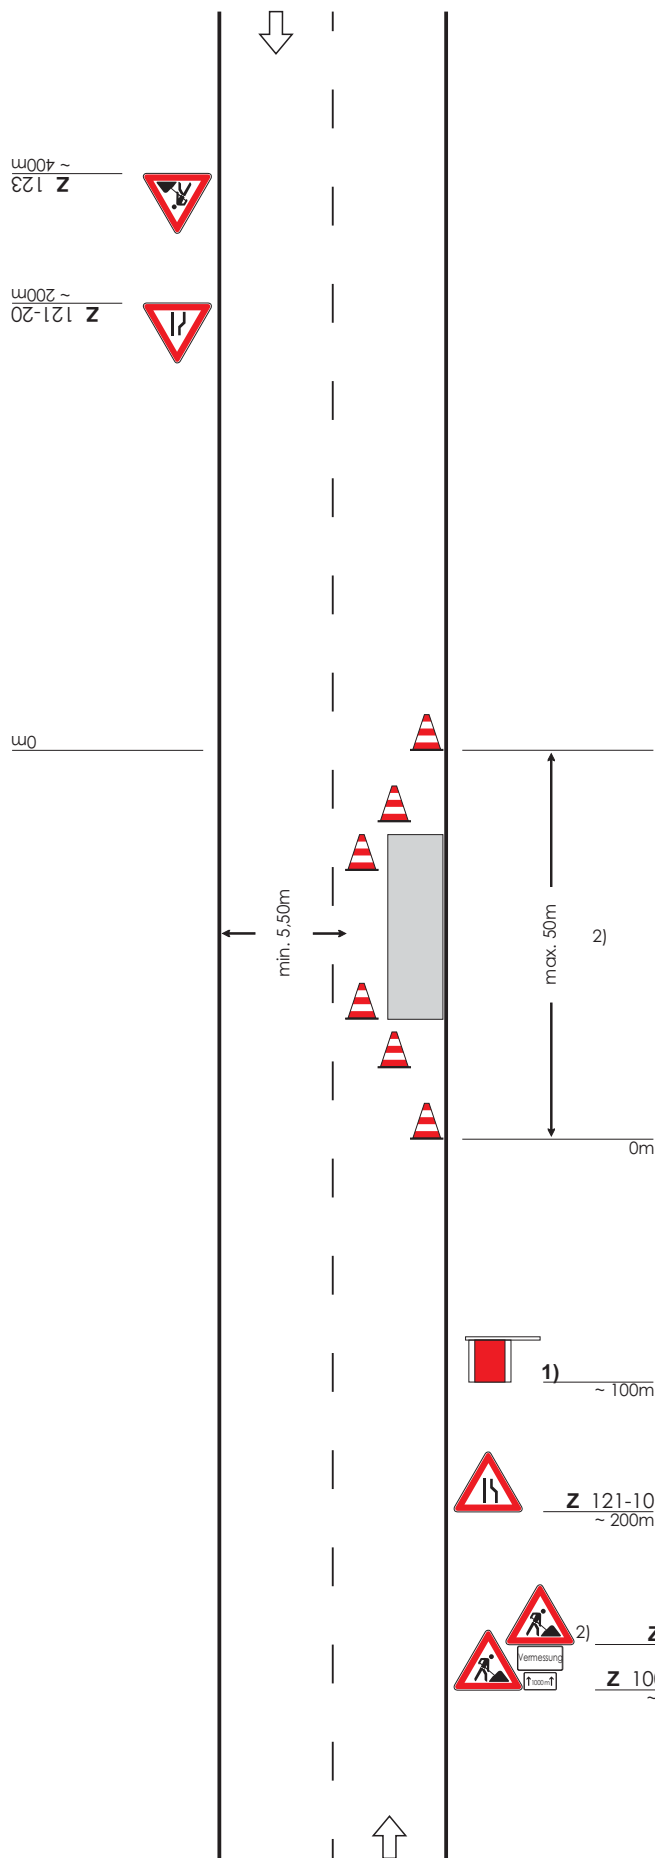 ~ 400m
Z 123
~ 200m
Z 121-20
0m
min. 5,50m
max. 50m
2)
0m
1)
~ 100m
Z 121-10
~ 200m
2)
Z
Vermessung
1000m
Z 10
~